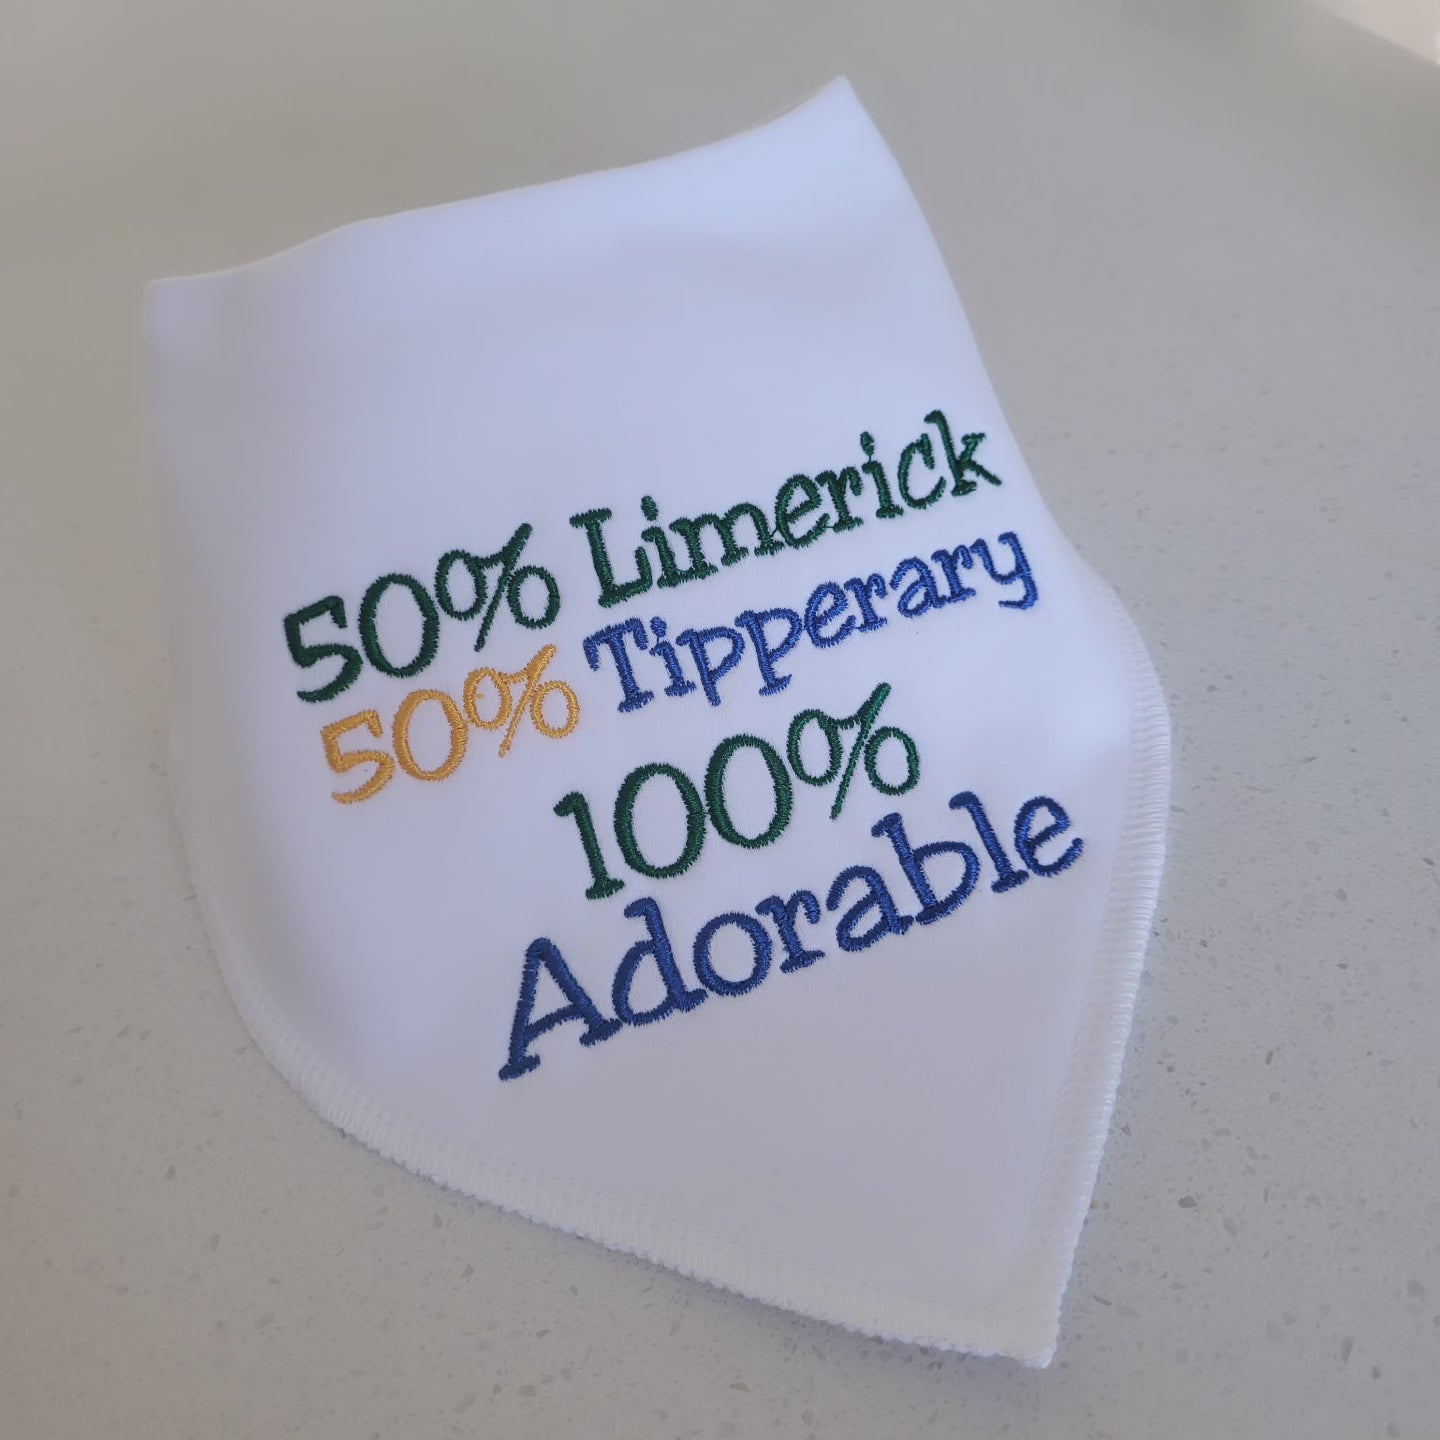 50% Limerick
50% Tipperary
100%
Adorable